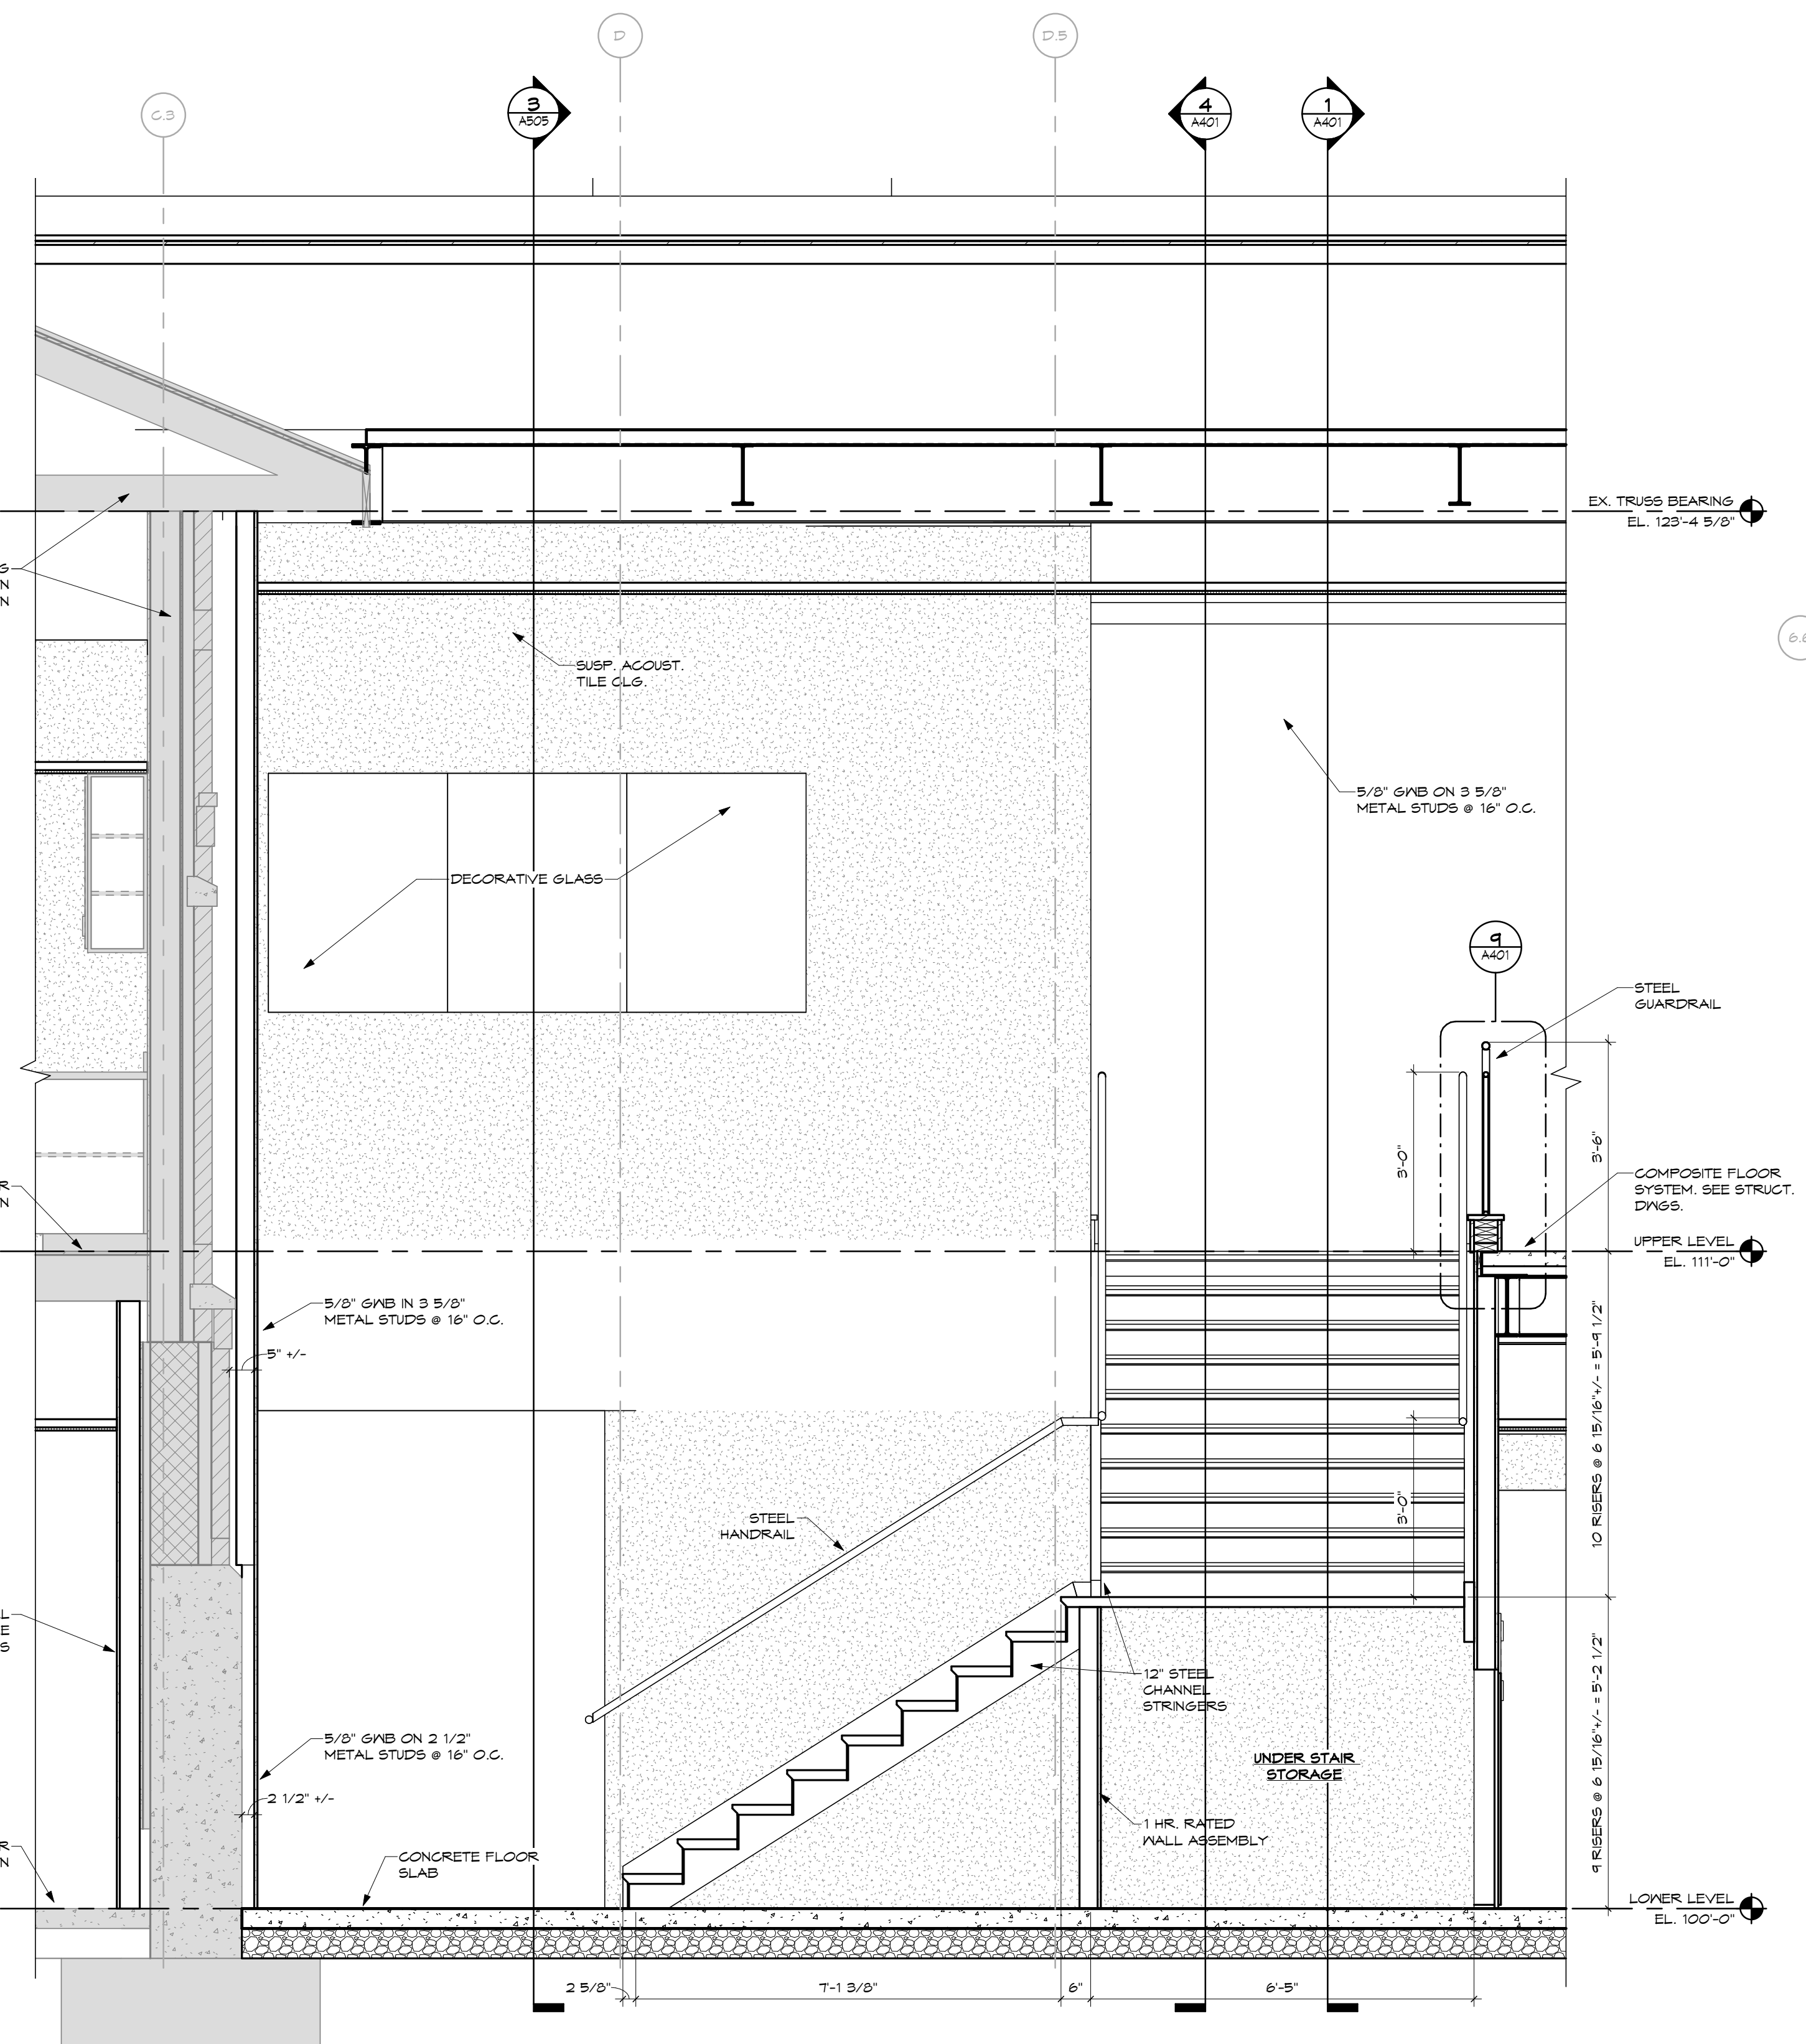 D
D.5
C.3
3
A505
4
A401
1
A401
EX. TRUSS BEARING
EL. 123'-4 5/8"
G
N
N
6.6
SUSP. ACOUST.
TILE CLG.
5/8" GWB ON 3 5/8"
METAL STUDS @ 16" O.C.
DECORATIVE GLASS
9
A401
STEEL
GUARDRAIL
3'-0"
3'-6"
COMPOSITE FLOOR
SYSTEM. SEE STRUCT.
DWGS.
R
N
UPPER LEVEL
EL. 111'-0"
5/8" GWB IN 3 5/8"
METAL STUDS @ 16" O.C.
5" +/-
10 RISERS @ 6 15/16"+/- = 5'-9 1/2"
STEEL
HANDRAIL
3'-0"
L
E
S
12" STEEL
CHANNEL
STRINGERS
9 RISERS @ 6 15/16"+/- = 5'-2 1/2"
5/8" GWB ON 2 1/2"
METAL STUDS @ 16" O.C.
UNDER STAIR
STORAGE
2 1/2" +/-
1 HR. RATED
WALL ASSEMBLY
R
N
CONCRETE FLOOR
SLAB
LOWER LEVEL
EL. 100'-0"
2 5/8"
7'-1 3/8"
6"
6'-5"